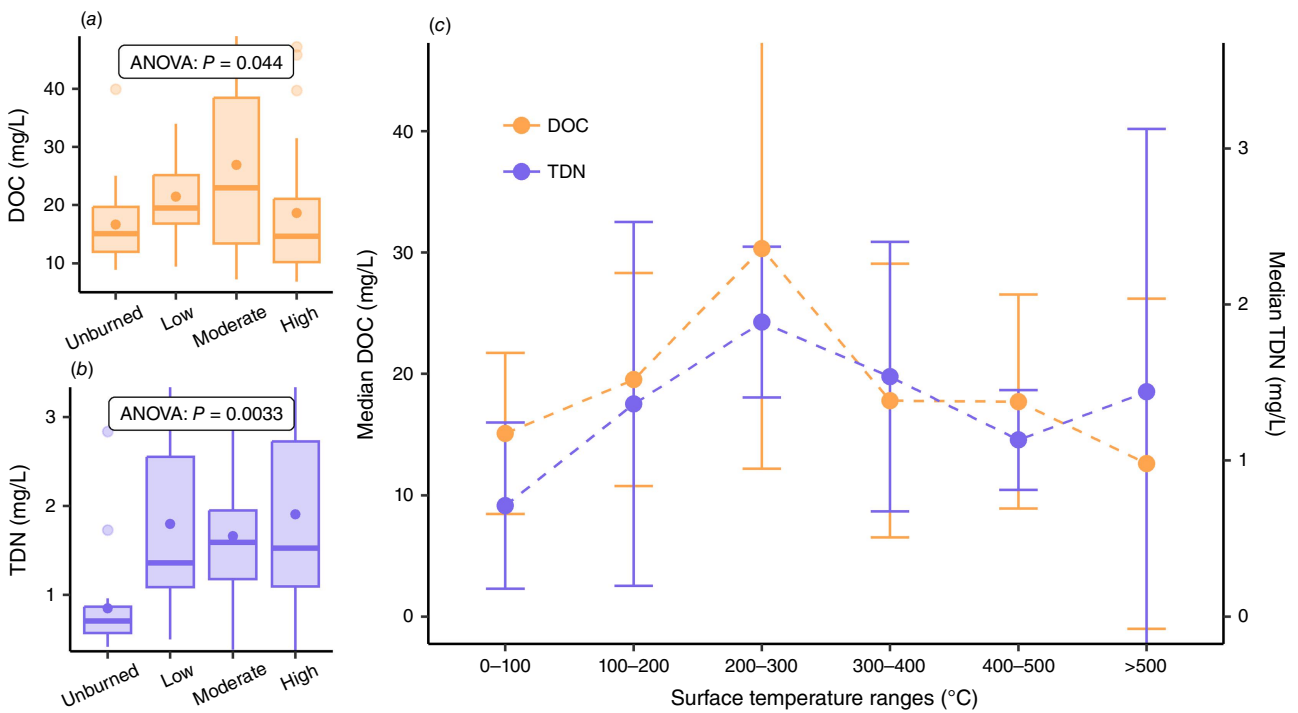 (a)
ANOVA: P = 0.044
DOC (mg/L)
40
30
20
10
Unburned
Low
Moderate
High
(b)
ANOVA: P = 0.0033
TDN (mg/L)
3
2
1
Unburned
Low
Moderate
High
(c)
DOC
TDN
Median DOC (mg/L)
40
30
20
10
0
Median TDN (mg/L)
3
2
1
0
0–100
100–200
200–300
300–400
400–500
>500
Surface temperature ranges (°C)